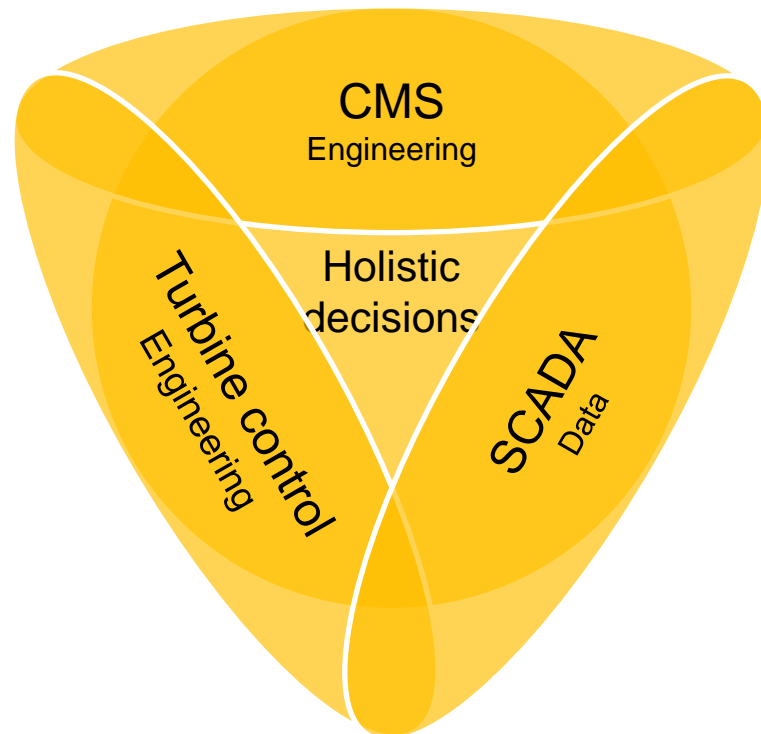 CMS
Engineering
Holistic
decisions
Turbine control
Engineering
SCADA
Data